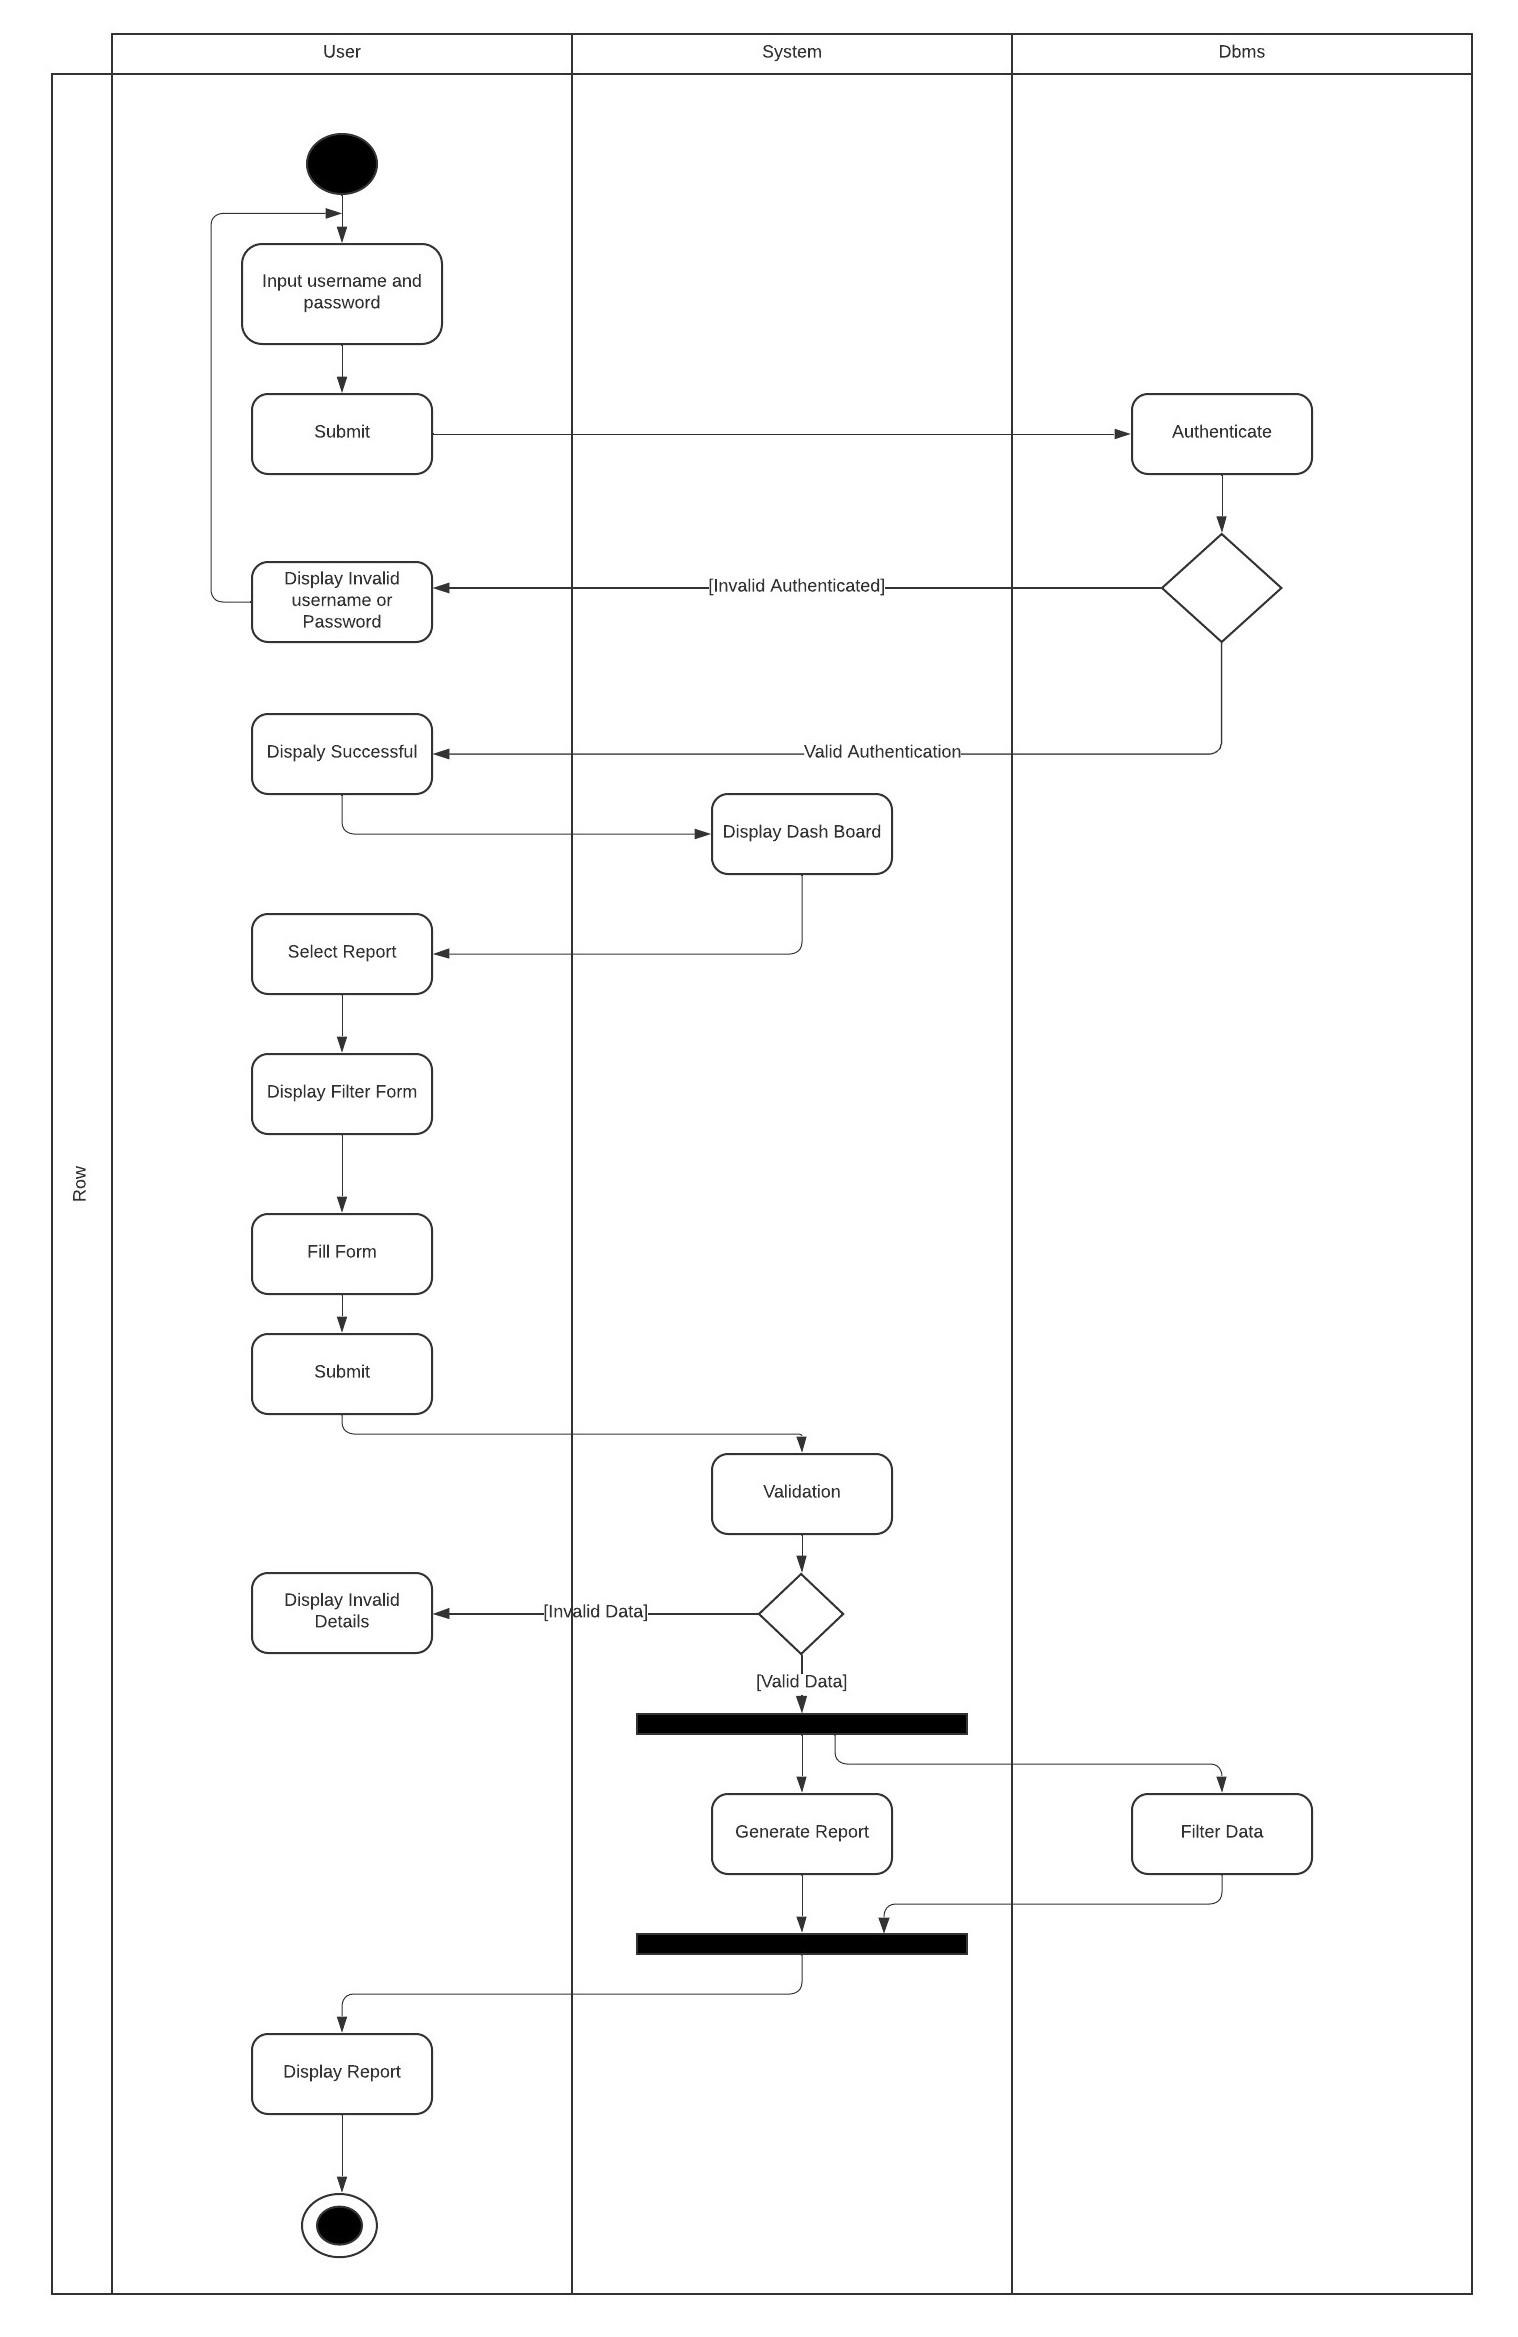 User
System
Dbms
Row
Input username and
password
Submit
Authenticate
Display Invalid
username or
Password
[Invalid Authenticated]
Dispaly Successful
Valid Authentication
Display Dash Board
Select Report
Display Filter Form
Fill Form
Submit
Validation
Display Invalid
Details
[Invalid Data]
[Valid Data]
Generate Report
Filter Data
Display Report